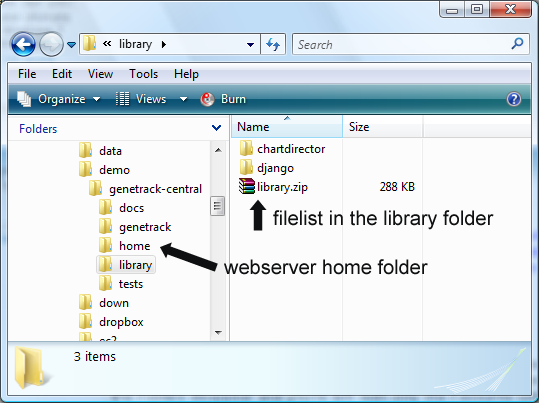 « library
Search
File Edit View Tools Help
Organize Views Burn
Folders
Name Size
data
demo
genetrack-central
docs
genetrack
home
library
tests
down
dropbox
chartdirector
django
library.zip 288 KB
filelist in the library folder
webserver home folder
3 items